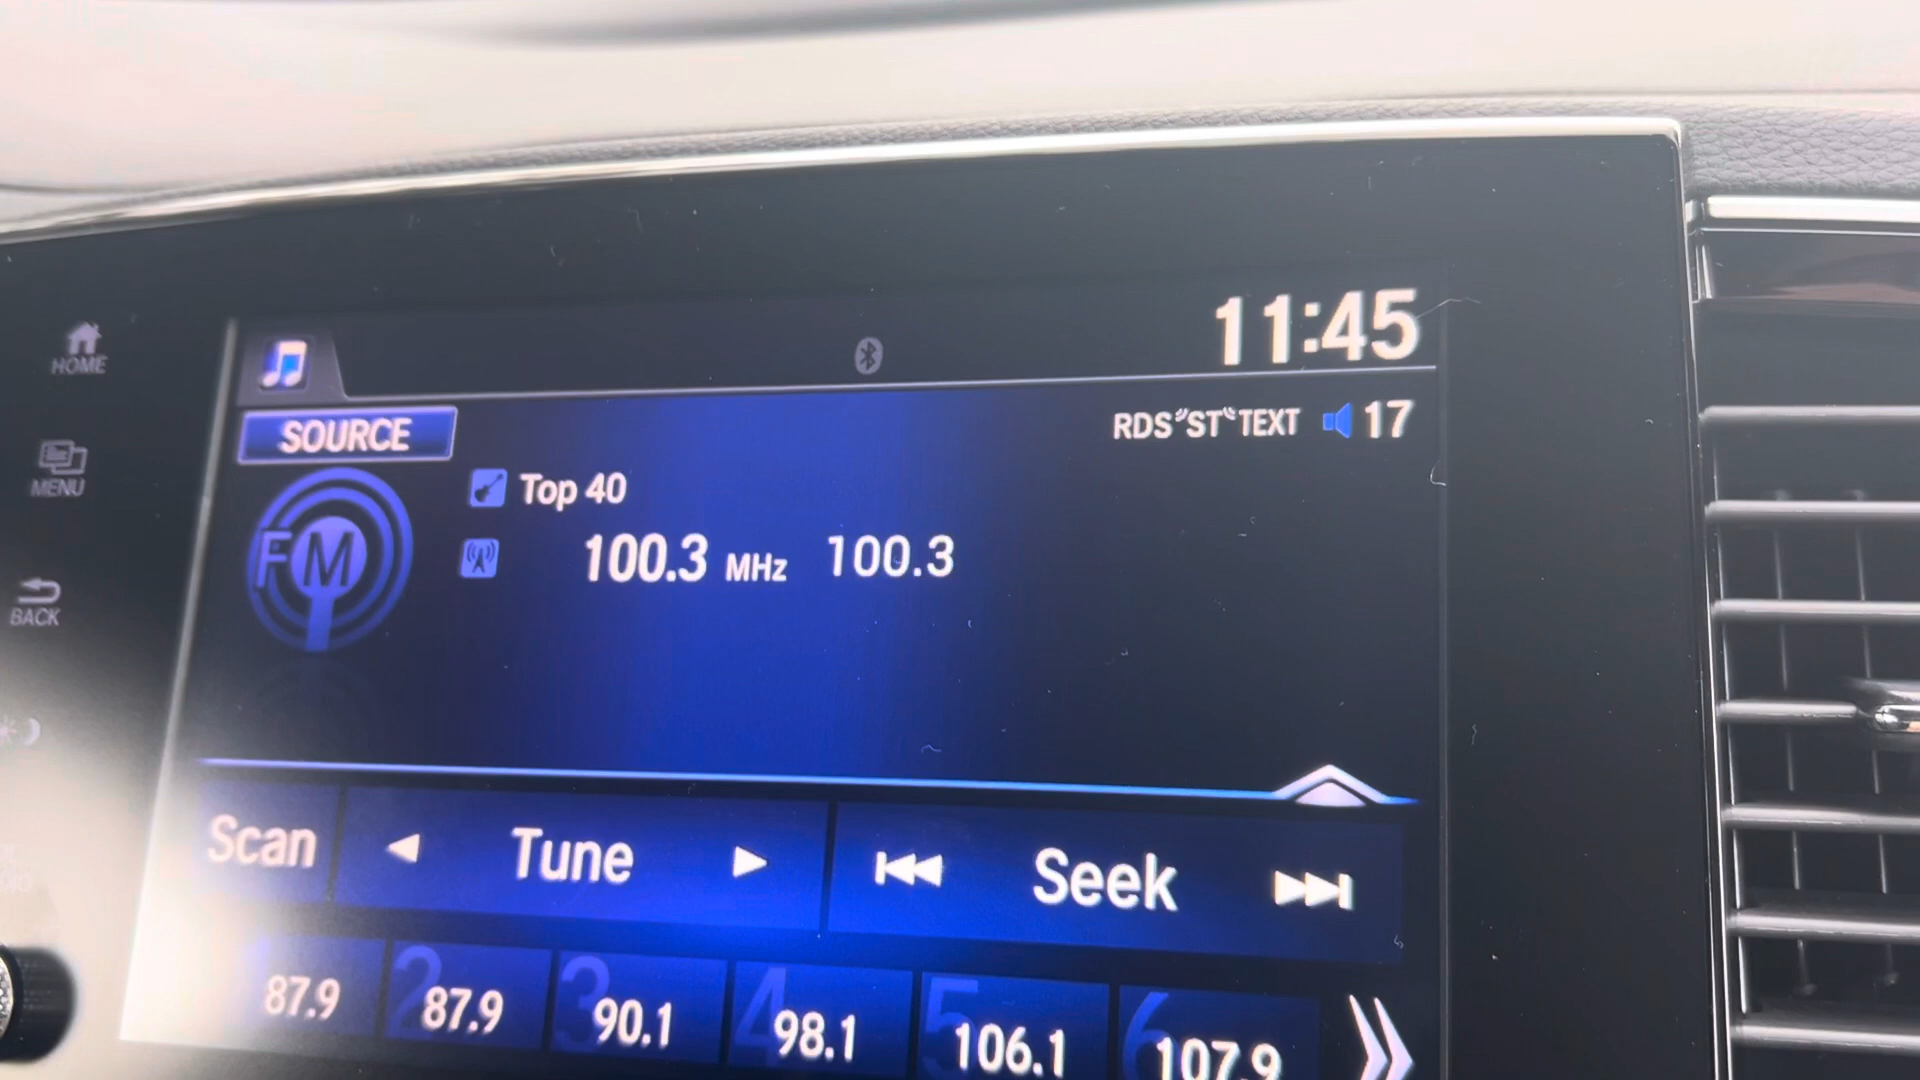 11:45
HOME
SOURCE
RDS ST TEXT 17
Top 40
MENU
FM
100.3 MHz 100.3
BACK
Scan Tune Seek
87.9 2 87.9 3 90.1 4 98.1 5 106.1 6 107.9